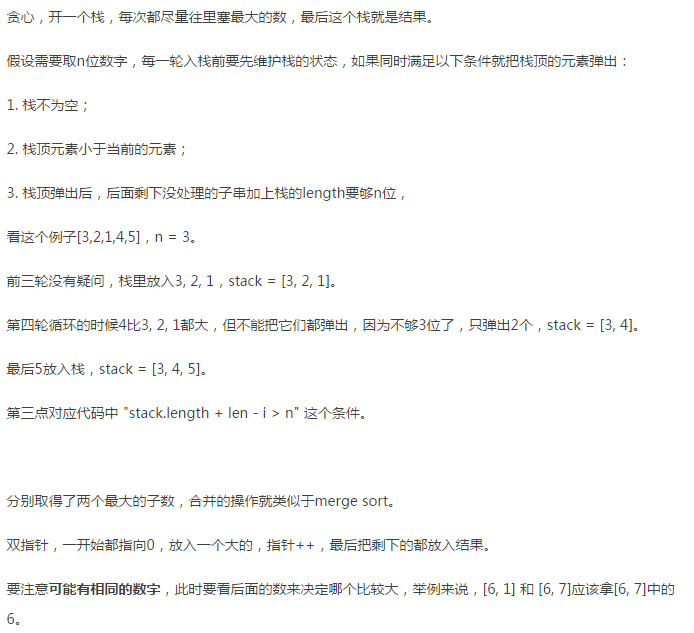 贪心，开一个栈，每次都尽量往里塞最大的数，最后这个栈就是结果。
假设需要取n位数字，每一轮入栈前要先维护栈的状态，如果同时满足以下条件就把栈顶的元素弹出：
1. 栈不为空；
2. 栈顶元素小于当前的元素；
3. 栈顶弹出后，后面剩下没处理的子串加上栈的length要够n位，
看这个例子[3,2,1,4,5]，n = 3。
前三轮没有疑问，栈里放入3, 2, 1，stack = [3, 2, 1]。
第四轮循环的时候4比3, 2, 1都大，但不能把它们都弹出，因为不够3位了，只弹出2个，stack = [3, 4]。
最后5放入栈，stack = [3, 4, 5]。
第三点对应代码中 "stack.length + len - i > n" 这个条件。
分别取得了两个最大的子数，合并的操作就类似于merge sort。
双指针，一开始都指向0，放入一个大的，指针++，最后把剩下的都放入结果。
要注意可能有相同的数字，此时要看后面的数来决定哪个比较大，举例来说，[6, 1] 和 [6, 7]应该拿[6, 7]中的
6。